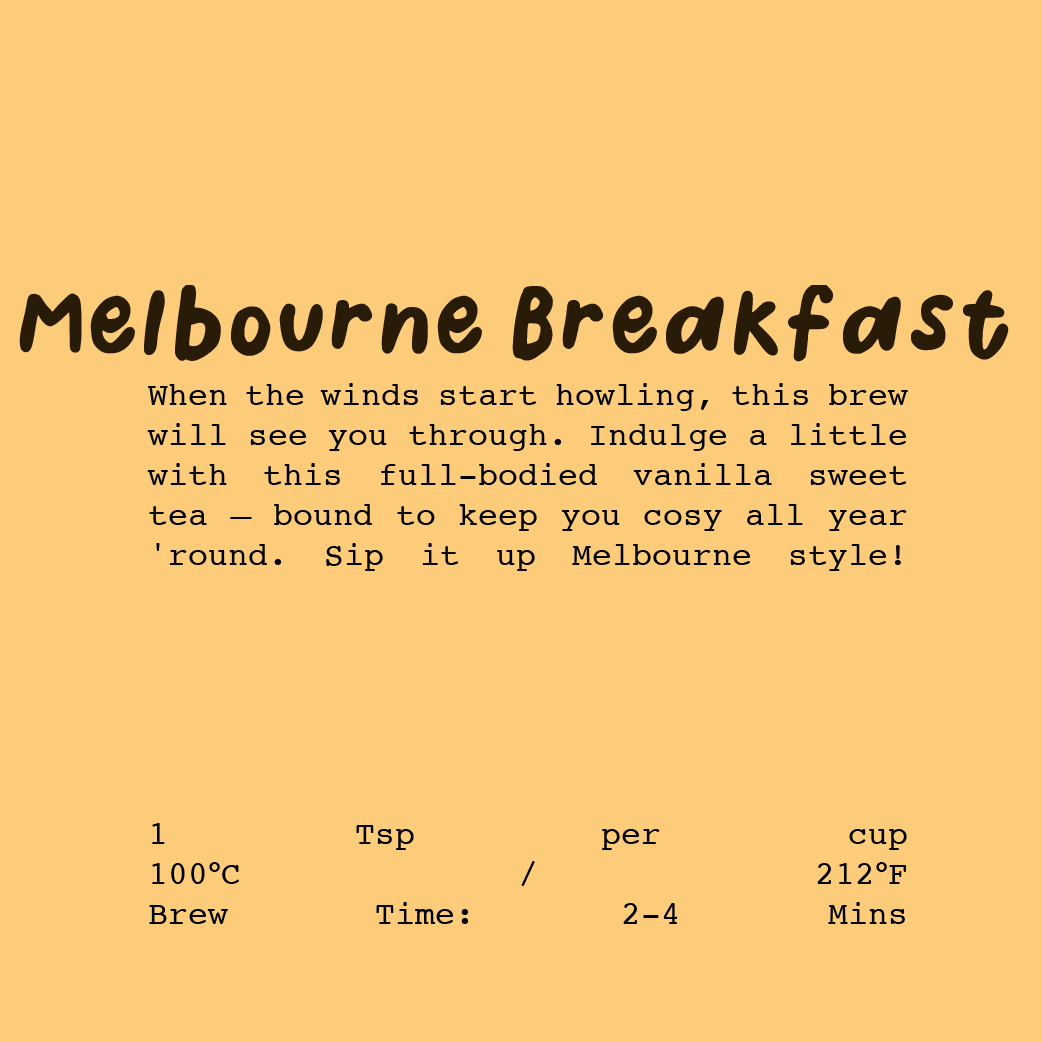 Melbourne Breakfast
When the winds start howling, this brew
will see you through. Indulge a little
with this full-bodied vanilla sweet
tea — bound to keep you cosy all year
'round. Sip it up Melbourne style!
1 Tsp per cup
100°C / 212°F
Brew Time: 2-4 Mins